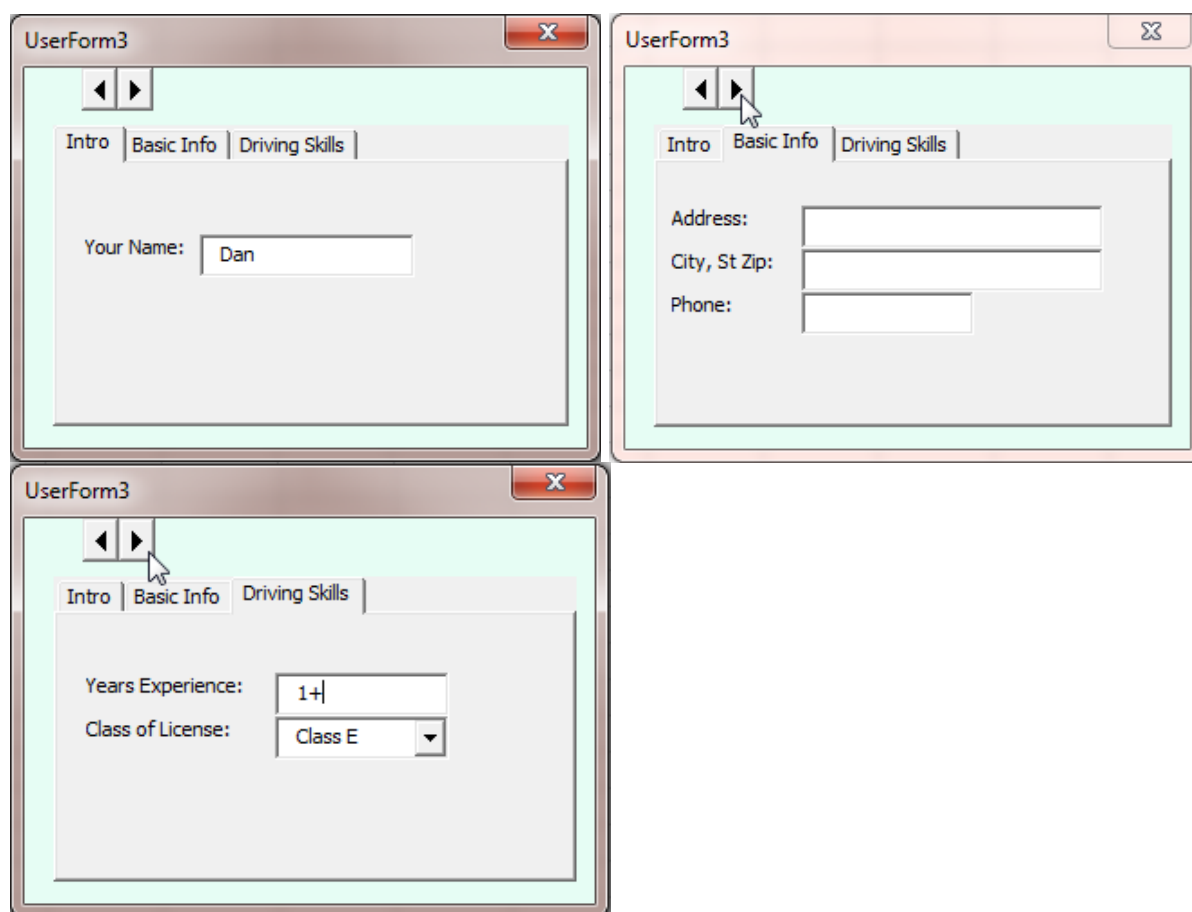 UserForm3
Intro Basic Info Driving Skills
Your Name: Dan
UserForm3
Intro Basic Info Driving Skills
Address:
City, St Zip:
Phone:
UserForm3
Intro Basic Info Driving Skills
Years Experience: 1+
Class of License: Class E